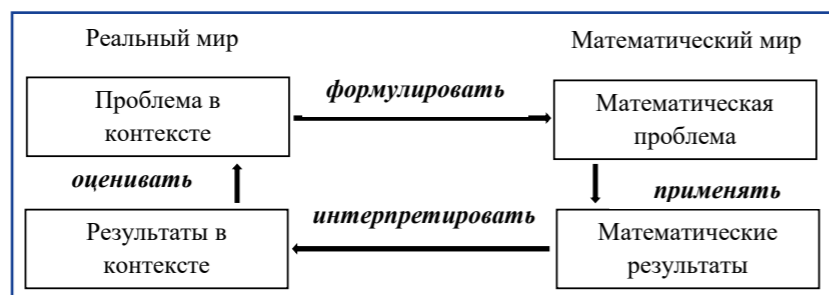 Реальный мир
Математический мир
Проблема в
контексте
формулировать
Математическая
проблема
оценивать
применять
Результаты в
контексте
интерпретировать
Математические
результаты